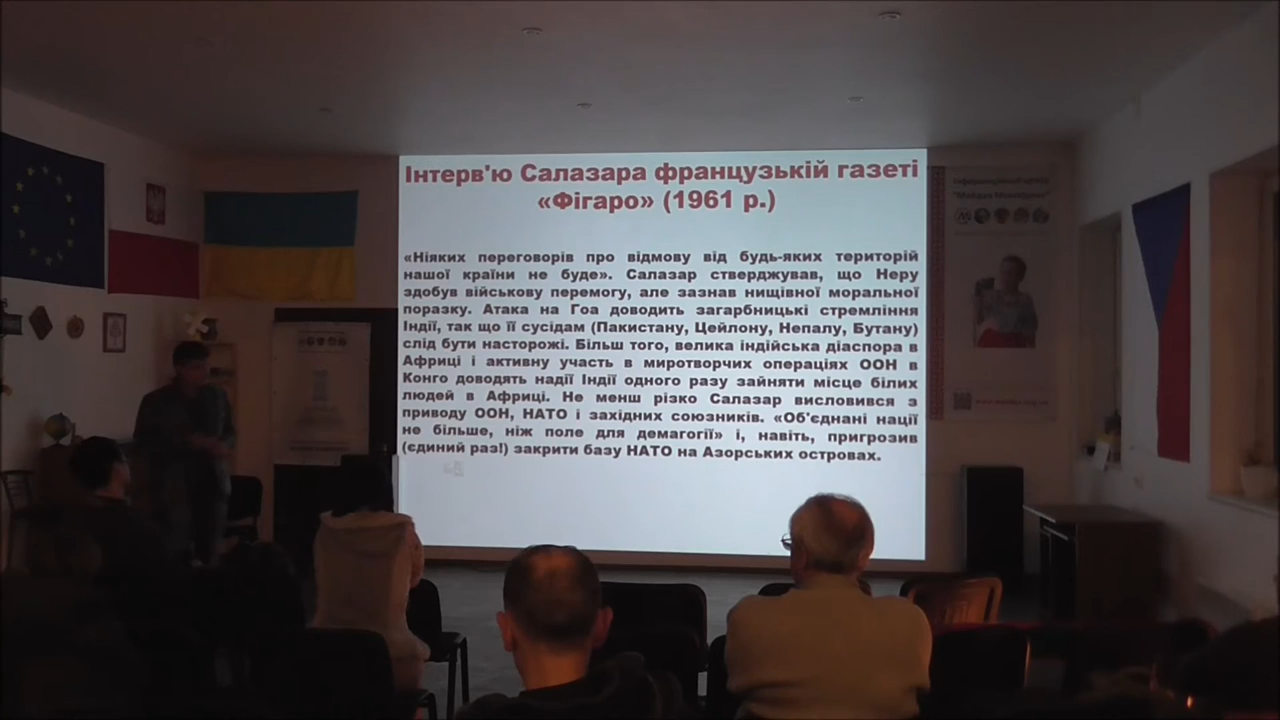 Інтерв'ю Салазара французькій газеті
«Фігаро» (1961 р.)
«Ніяких переговорів про відмову від будь-яких територій
нашої країни не буде». Салазар стверджував, що Неру
здобув військову перемогу, але зазнав нищівної моральної
поразку. Атака на Гоа доводить загарбницькі стремління
Індії, так що її сусідам (Пакистану, Цейлону, Непалу, Бутану)
слід бути насторожі. Більш того, велика індійська діаспора в
Африці і активну участь в миротворчих операціях ООН в
Конго доводять надії Індії одного разу зайняти місце білих
людей в Африці. Не менш різко Салазар висловився з
приводу ООН, НАТО і західних союзників. «Об'єднані нації
не більше, ніж поле для демагогії» і, навіть, пригрозив
(єдиний раз!) закрити базу НАТО на Азорських островах.